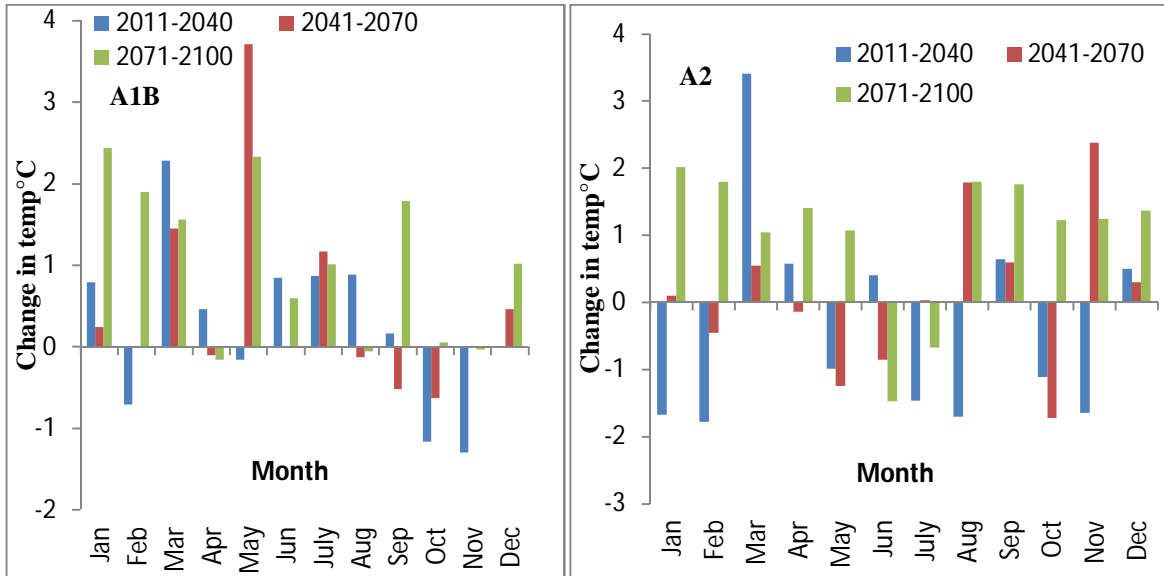 4
3
2
1
0
-1
-2
Change in temp°C
2011-2040 2041-2070
2071-2100
A1B
Month
Jan Feb Mar Apr May Jun July Aug Sep Oct Nov Dec
4
3
2
1
0
-1
-2
-3
Change in temp°C
2011-2040 2041-2070
A2
2071-2100
Month
Jan Feb Mar Apr May Jun July Aug Sep Oct Nov Dec